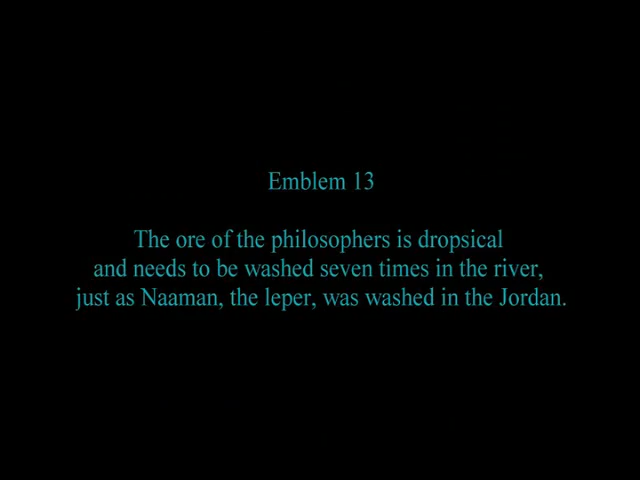 Emblem 13
The ore of the philosophers is dropsical
and needs to be washed seven times in the river,
just as Naaman, the leper, was washed in the Jordan.